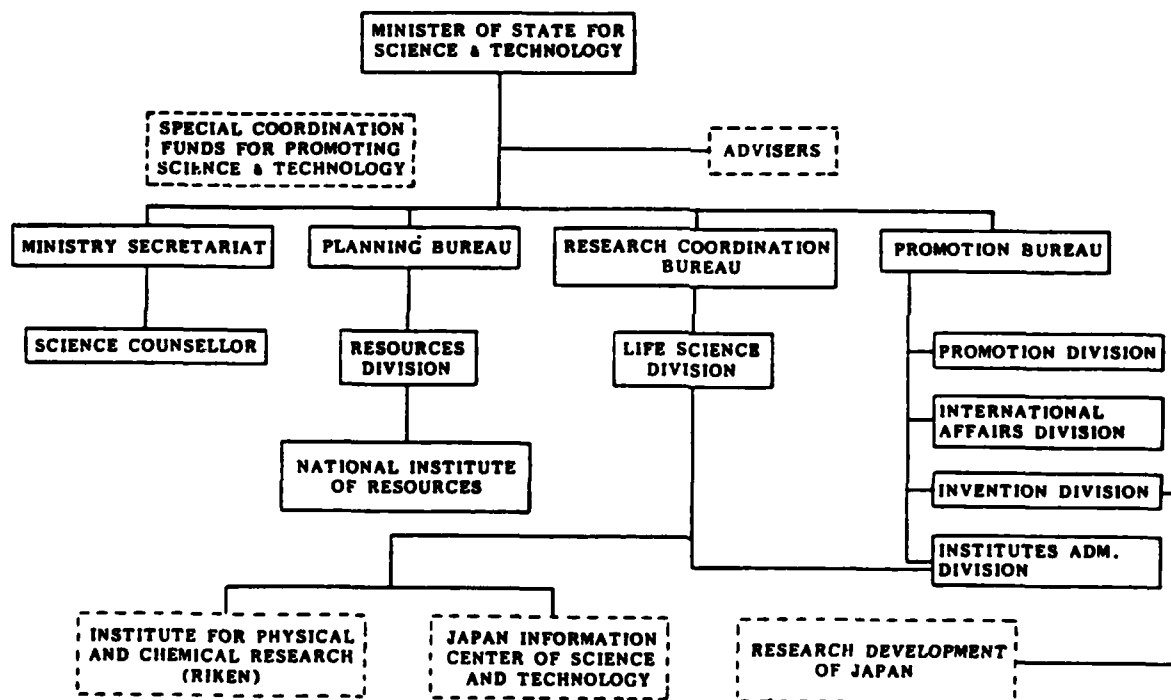 MINISTER OF STATE FOR
SCIENCE & TECHNOLOGY
SPECIAL COORDINATION
FUNDS FOR PROMOTING
SCIENCE & TECHNOLOGY
ADVISERS
MINISTRY SECRETARIAT
PLANNING BUREAU
RESEARCH COORDINATION
BUREAU
PROMOTION BUREAU
SCIENCE COUNSELLOR
RESOURCES
DIVISION
LIFE SCIENCE
DIVISION
PROMOTION DIVISION
INTERNATIONAL
AFFAIRS DIVISION
NATIONAL INSTITUTE
OF RESOURCES
INVENTION DIVISION
INSTITUTES ADM.
DIVISION
INSTITUTE FOR PHYSICAL
AND CHEMICAL RESEARCH
(RIKEN)
JAPAN INFORMATION
CENTER OF SCIENCE
AND TECHNOLOGY
RESEARCH DEVELOPMENT
OF JAPAN